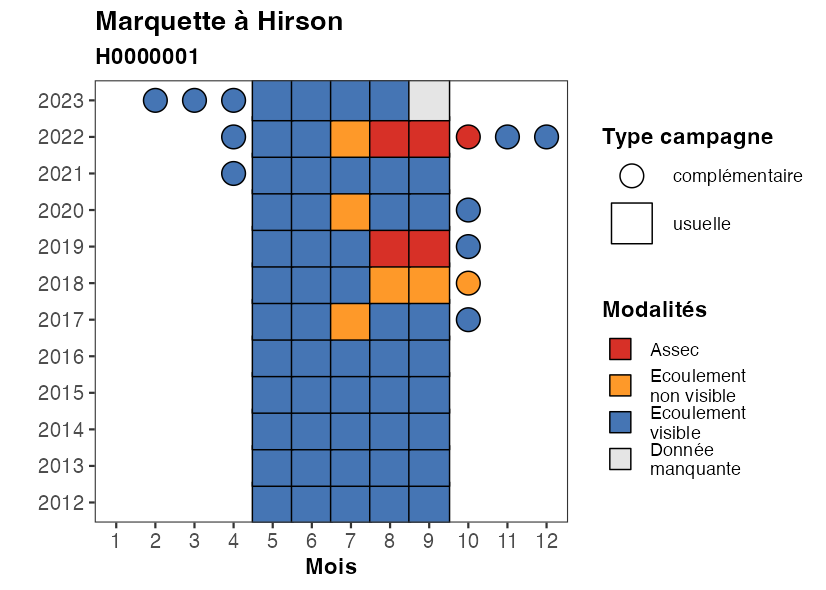 Marquette à Hirson
H0000001
2023
2022
2021
2020
2019
2018
2017
2016
2015
2014
2013
2012
1 2 3 4 5 6 7 8 9 10 11 12
Mois
Type campagne
complémentaire
usuelle
Modalités
Assec
Ecoulement
non visible
Ecoulement
visible
Donnée
manquante